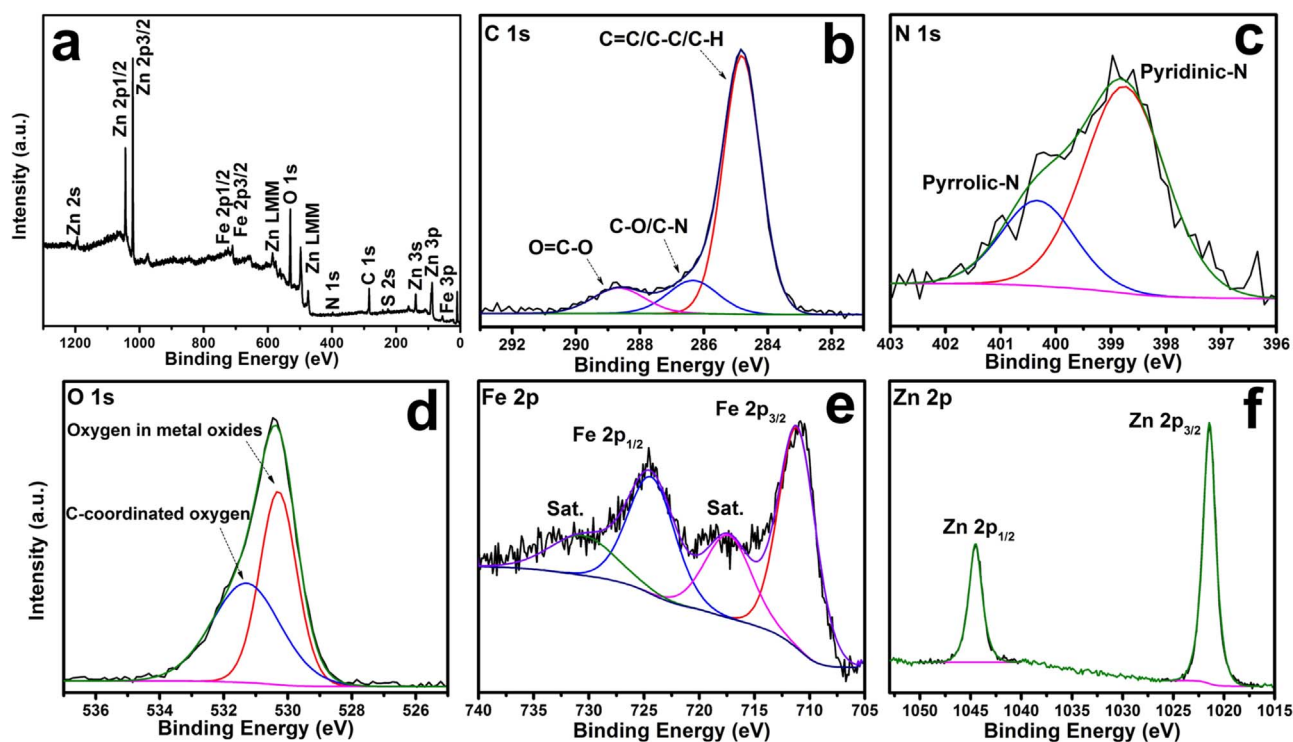 a
Intensity (a.u.)
Zn 2s
Zn 2p1/2
Zn 2p3/2
Fe 2p1/2
Fe 2p3/2
Zn LMM
O 1s
Zn LMM
N 1s
C 1s
S 2s
Zn 3s
Zn 3p
Fe 3p
1200 1000 800 600 400 200 0
Binding Energy (eV)
C 1s
b
C=C/C-C/C-H
C-O/C-N
O=C-O
292 290 288 286 284 282
Binding Energy (eV)
N 1s
c
Pyridinic-N
Pyrrolic-N
403 402 401 400 399 398 397 396
Binding Energy (eV)
O 1s
d
Oxygen in metal oxides
C-coordinated oxygen
Intensity (a.u.)
536 534 532 530 528 526
Binding Energy (eV)
Fe 2p
e
Fe 2p3/2
Fe 2p1/2
Sat.
Sat.
740 735 730 725 720 715 710 705
Binding Energy (eV)
Zn 2p
f
Zn 2p3/2
Zn 2p1/2
1050 1045 1040 1035 1030 1025 1020 1015
Binding Energy (eV)